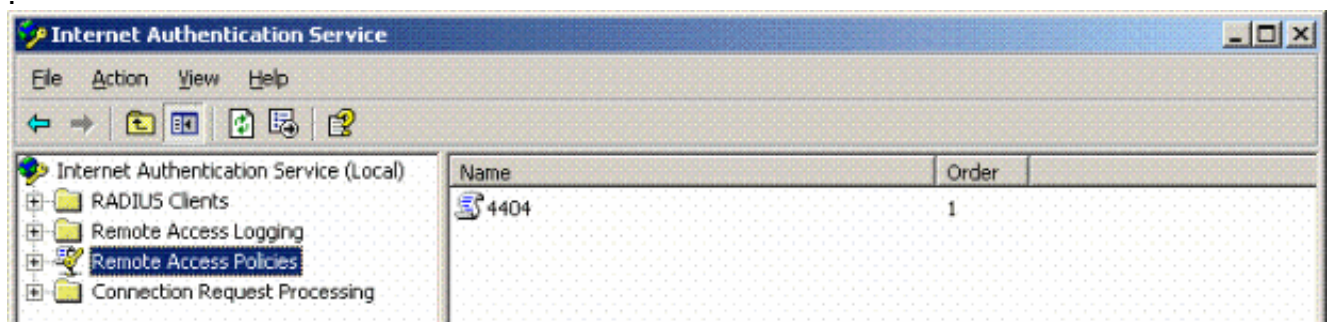 Internet Authentication Service
File Action View Help
Internet Authentication Service (Local)
RADIUS Clients
Remote Access Logging
Remote Access Policies
Connection Request Processing
Name Order
4404 1